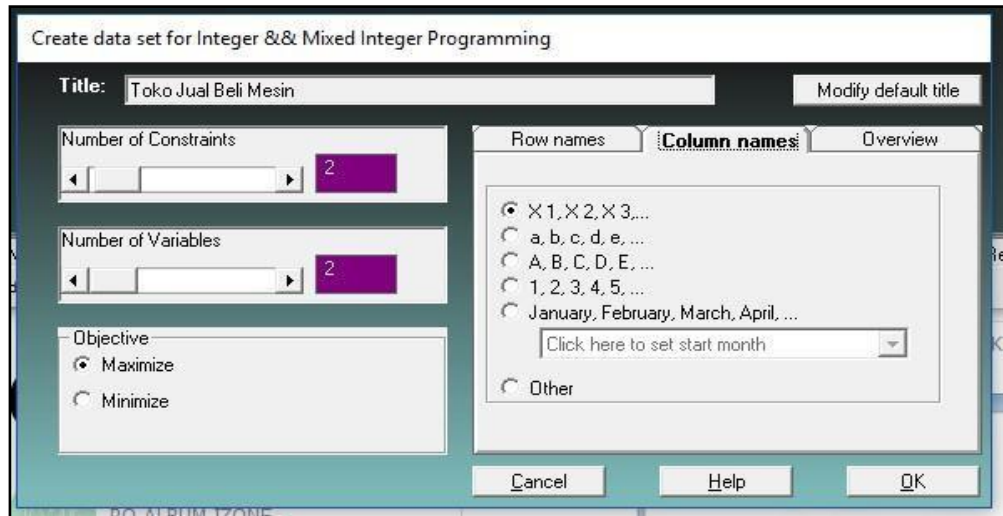 Create data set for Integer && Mixed Integer Programming
Title: Toko Jual Beli Mesin
Modify default title
Number of Constraints
2
Number of Variables
2
Objective
Maximize
Minimize
Row names
Column names
Overview
X 1, X 2, X 3,...
a, b, c, d, e, ...
A, B, C, D, E, ...
1, 2, 3, 4, 5, ...
January, February, March, April, ...
Click here to set start month
Other
Cancel
Help
OK